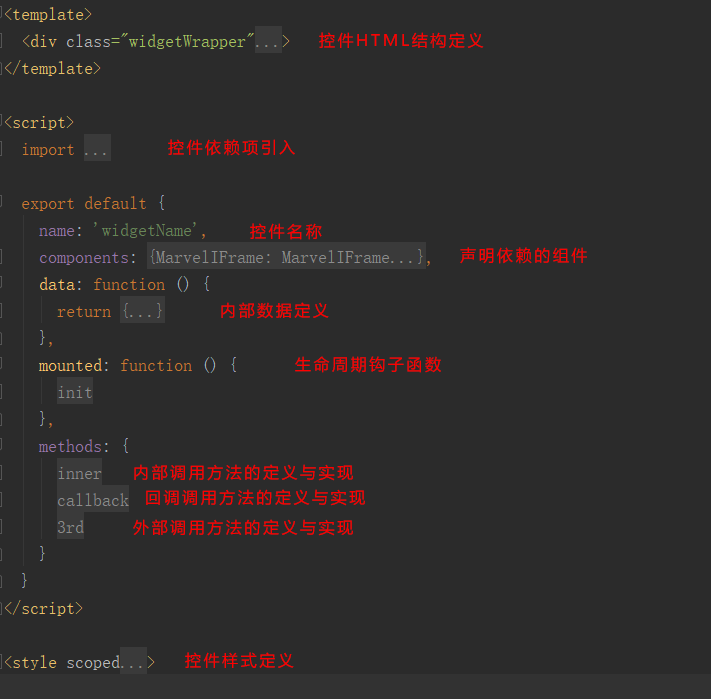 <template>
<div class="widgetWrapper"...> 控件HTML结构定义
</template>
<script>
import ... 控件依赖项引入
export default {
name: 'widgetName', 控件名称
components: {MarvelIFrame: MarvelIFrame...}, 声明依赖的组件
data: function () {
return {...} 内部数据定义
},
mounted: function () { 生命周期钩子函数
init
},
methods: {
inner 内部调用方法的定义与实现
callback 回调调用方法的定义与实现
3rd 外部调用方法的定义与实现
}
}
</script>
<style scoped...> 控件样式定义